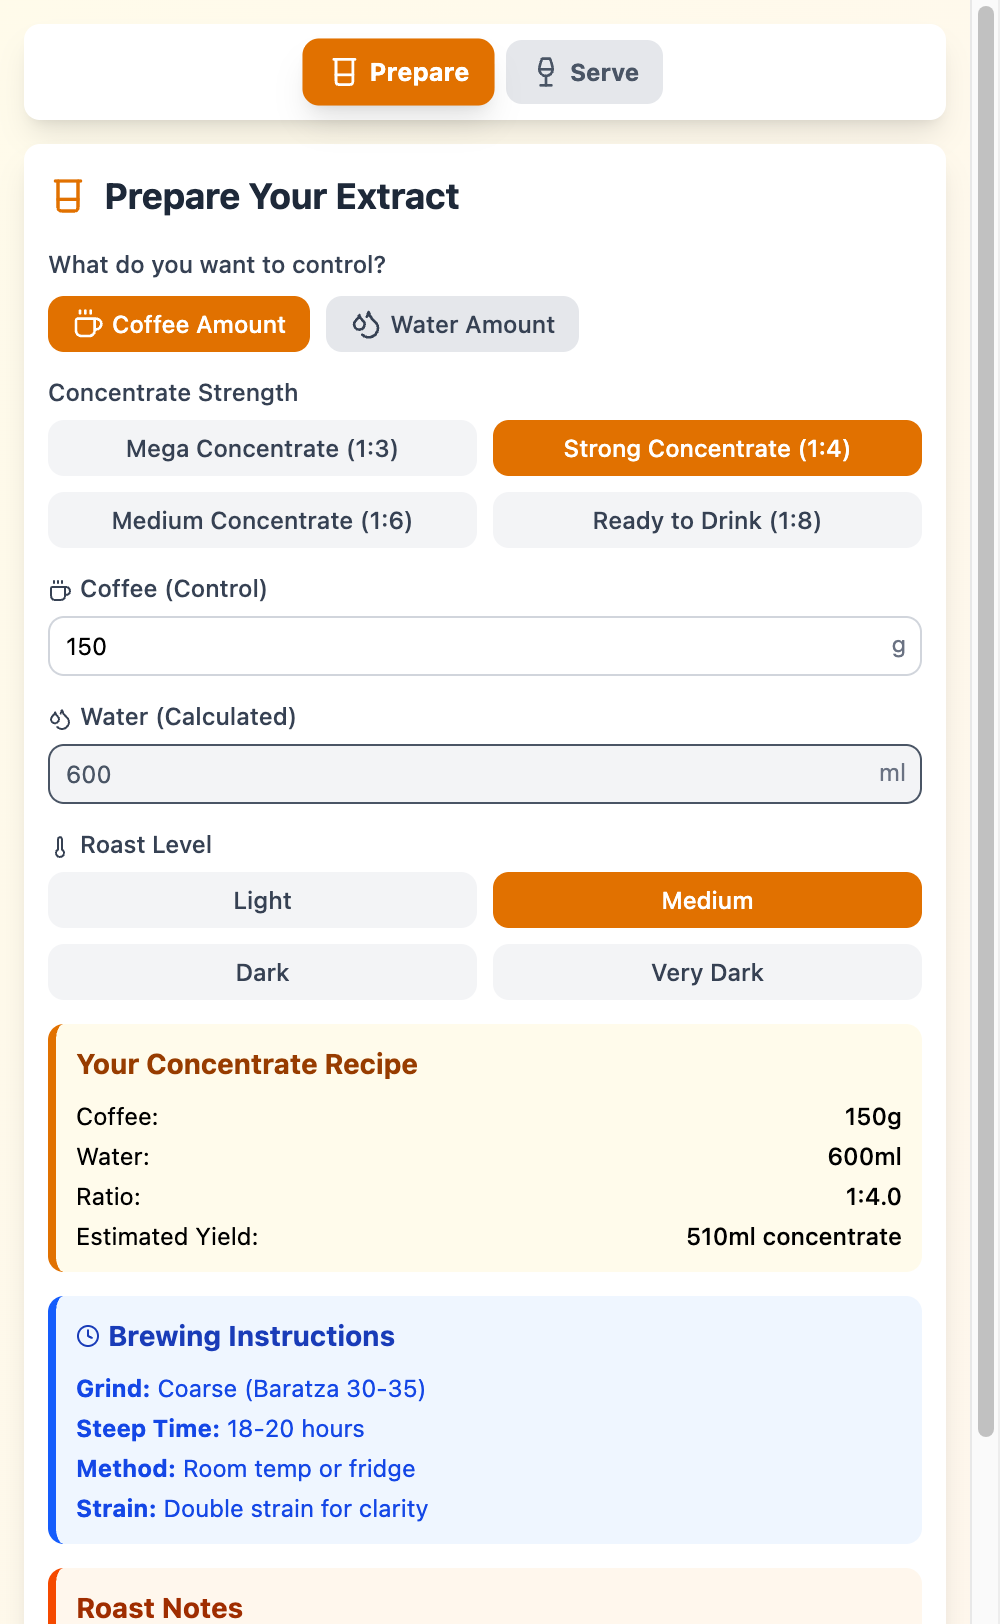 Prepare
Serve
Prepare Your Extract
What do you want to control?
Coffee Amount
Water Amount
Concentrate Strength
Mega Concentrate (1:3)
Strong Concentrate (1:4)
Medium Concentrate (1:6)
Ready to Drink (1:8)
Coffee (Control)
150 g
Water (Calculated)
600 ml
Roast Level
Light
Medium
Dark
Very Dark
Your Concentrate Recipe
Coffee: 150g
Water: 600ml
Ratio: 1:4.0
Estimated Yield: 510ml concentrate
Brewing Instructions
Grind: Coarse (Baratza 30-35)
Steep Time: 18-20 hours
Method: Room temp or fridge
Strain: Double strain for clarity
Roast Notes